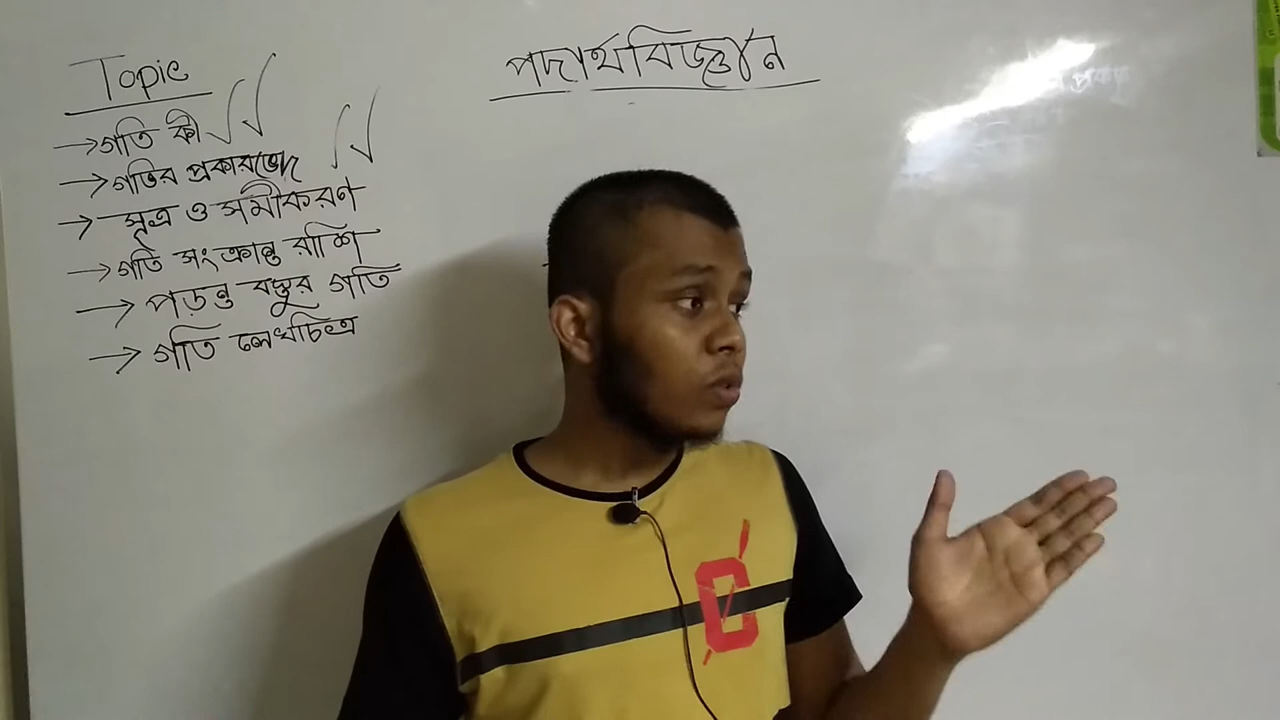 Topic
পদার্থবিজ্ঞান
→গতি কী
→গতির প্রকারভেদ
→ সূত্র ও সমীকরণ
→গতি সংক্রান্ত রাশি
→ পড়ন্ত বস্তুর গতি
→ গতি লেখচিত্র